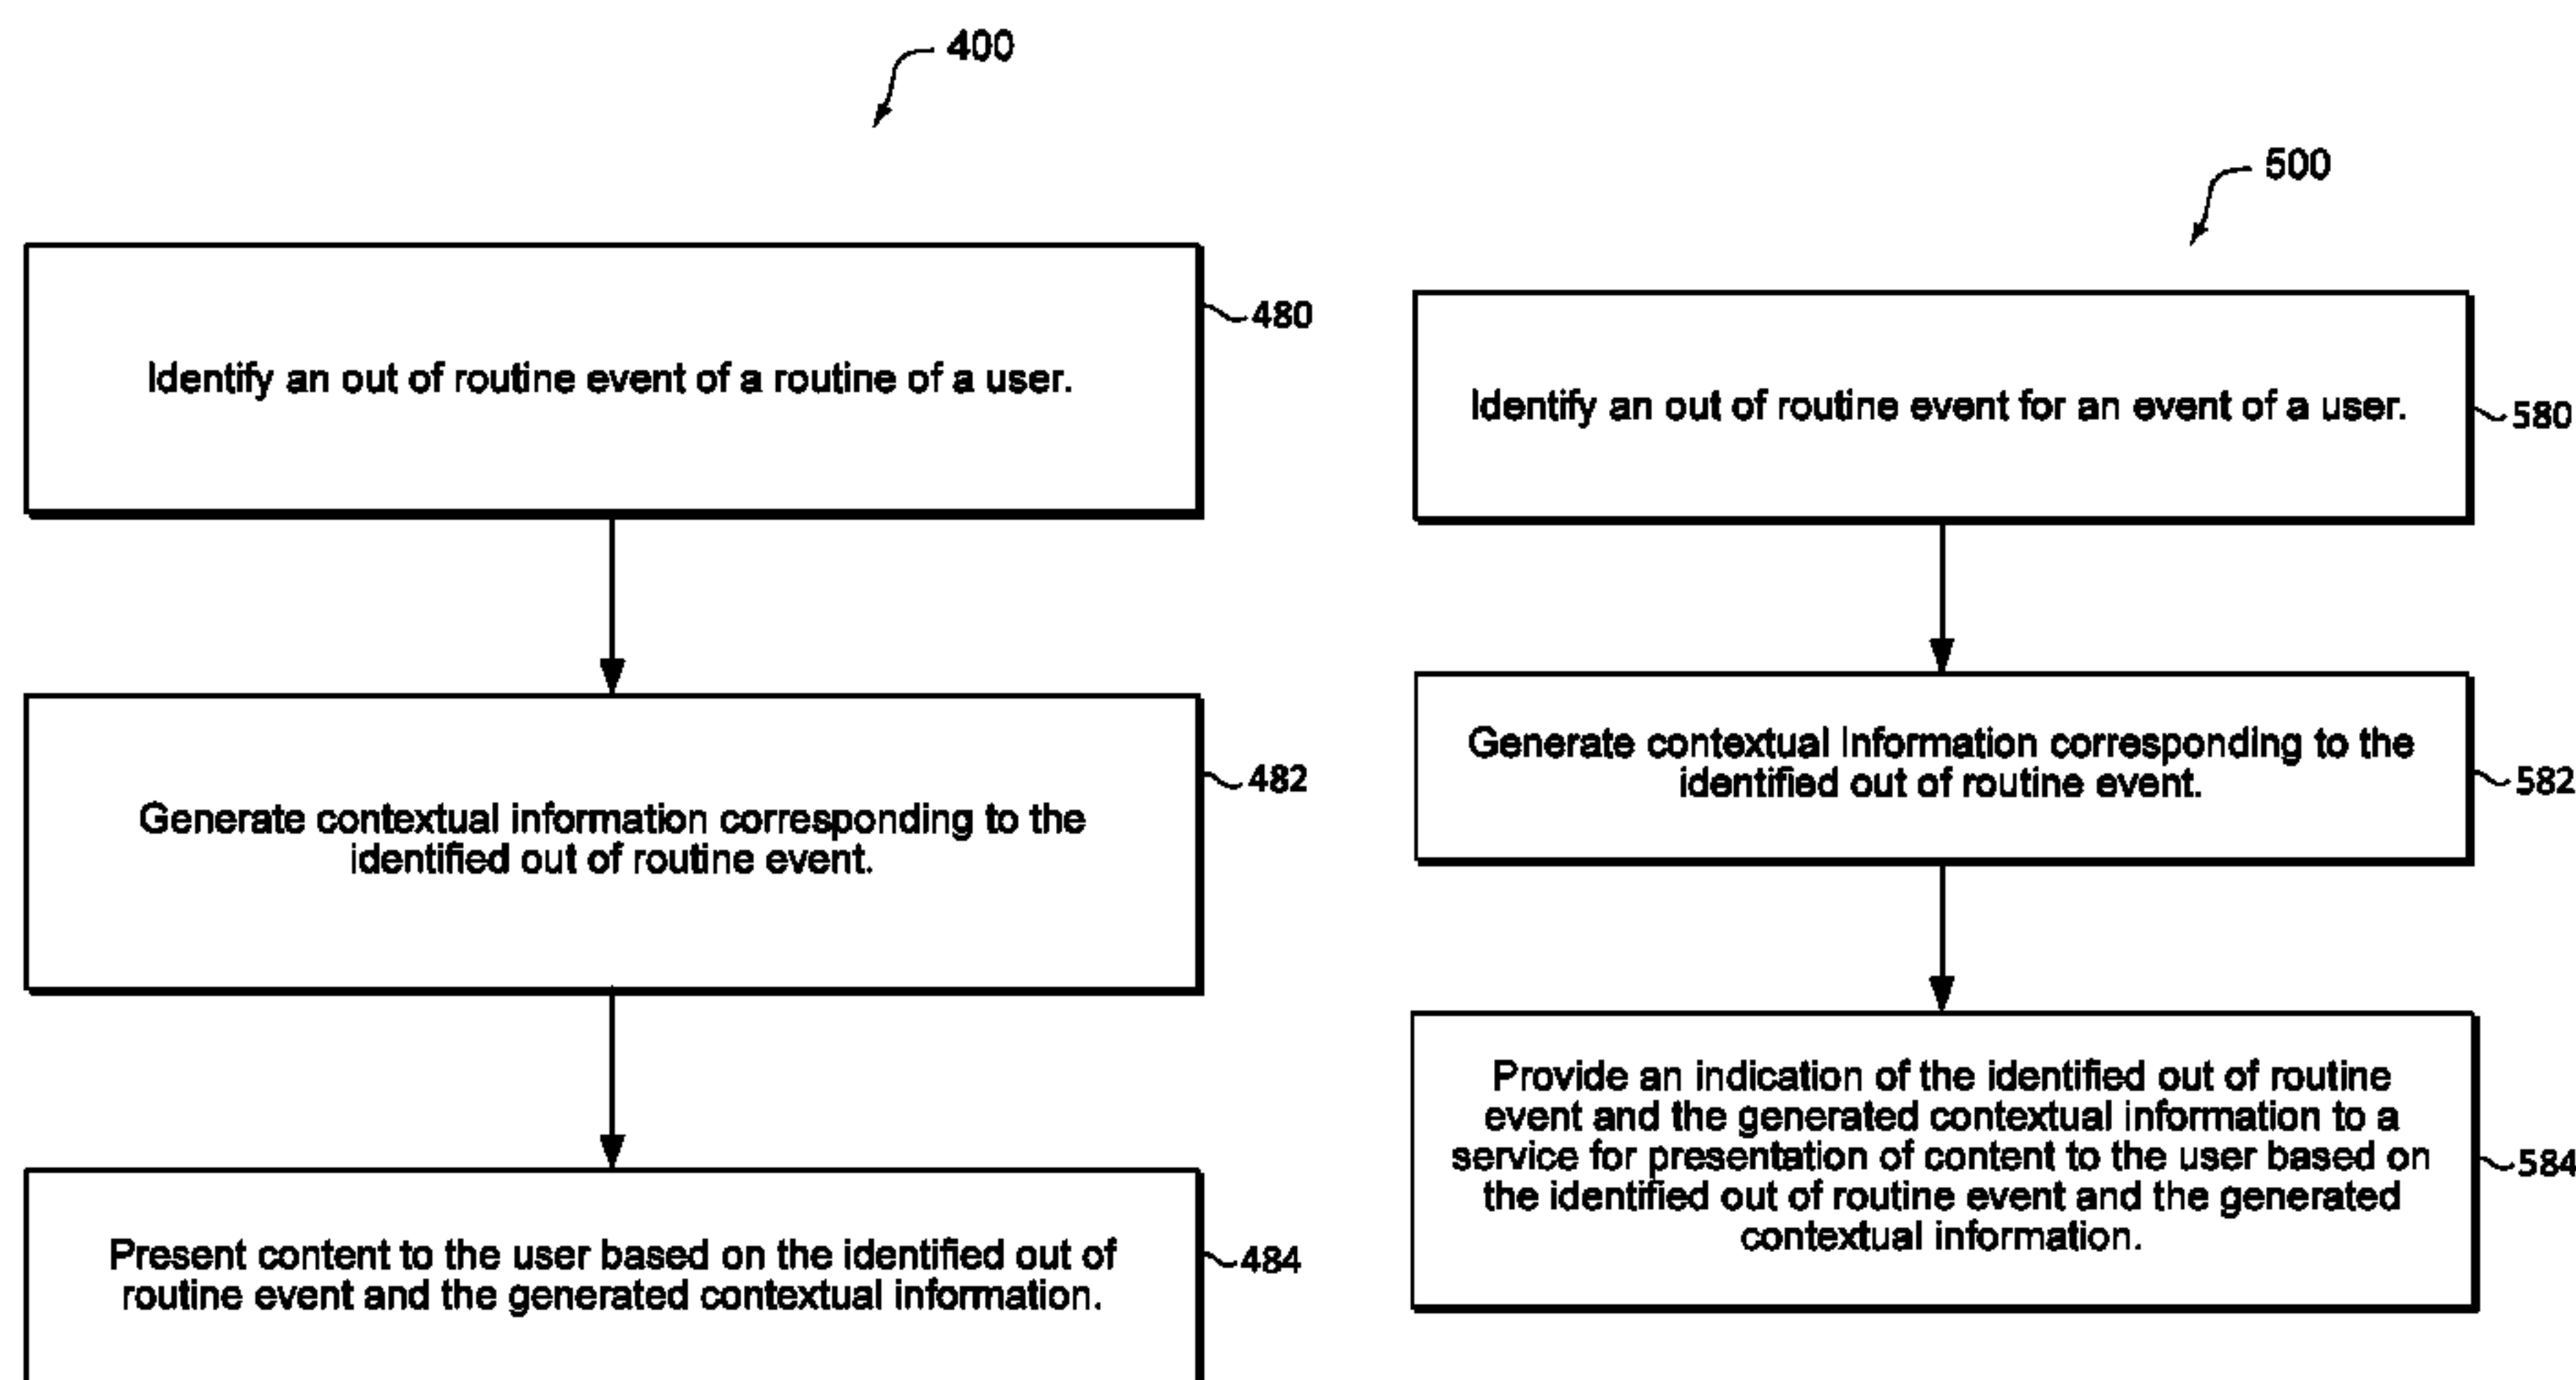 400
Identify an out of routine event of a routine of a user.
480
Generate contextual information corresponding to the
identified out of routine event.
482
Present content to the user based on the identified out of
routine event and the generated contextual information.
484
500
Identify an out of routine event for an event of a user.
580
Generate contextual Information corresponding to the
identified out of routine event.
582
Provide an indication of the identified out of routine
event and the generated contextual information to a
service for presentation of content to the user based on
the identified out of routine event and the generated
contextual information.
584